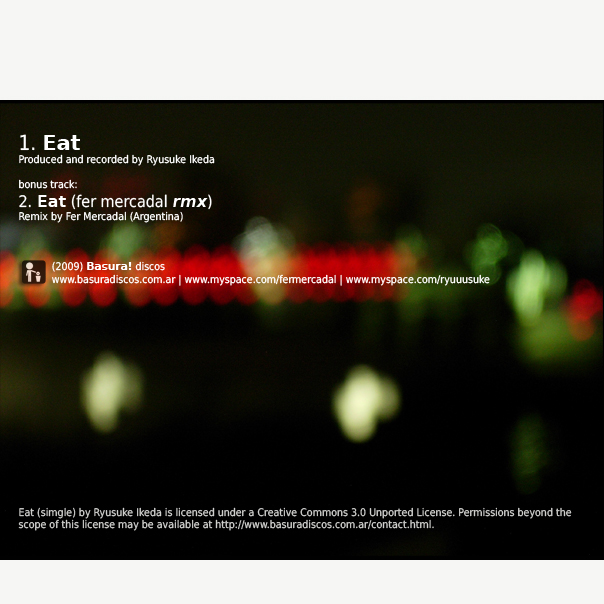 1. Eat
Produced and recorded by Ryusuke Ikeda
bonus track:
2. Eat (fer mercadal rmx)
Remix by Fer Mercadal (Argentina)
(2009) Basura! discos
www.basuradiscos.com.ar | www.myspace.com/fermercadal | www.myspace.com/ryuuusuke
Eat (simgle) by Ryusuke Ikeda is licensed under a Creative Commons 3.0 Unported License. Permissions beyond the
scope of this license may be available at http://www.basuradiscos.com.ar/contact.html.